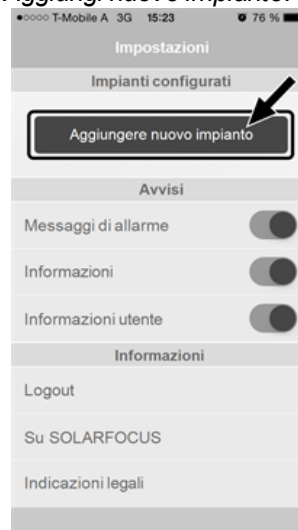 Aggiungi nuovo impianto.
●○○○○ T-Mobile A 3G 15:23 76 %
Impostazioni
Impianti configurati
Aggiungere nuovo impianto
Avvisi
Messaggi di allarme
Informazioni
Informazioni utente
Informazioni
Logout
Su SOLARFOCUS
Indicazioni legali